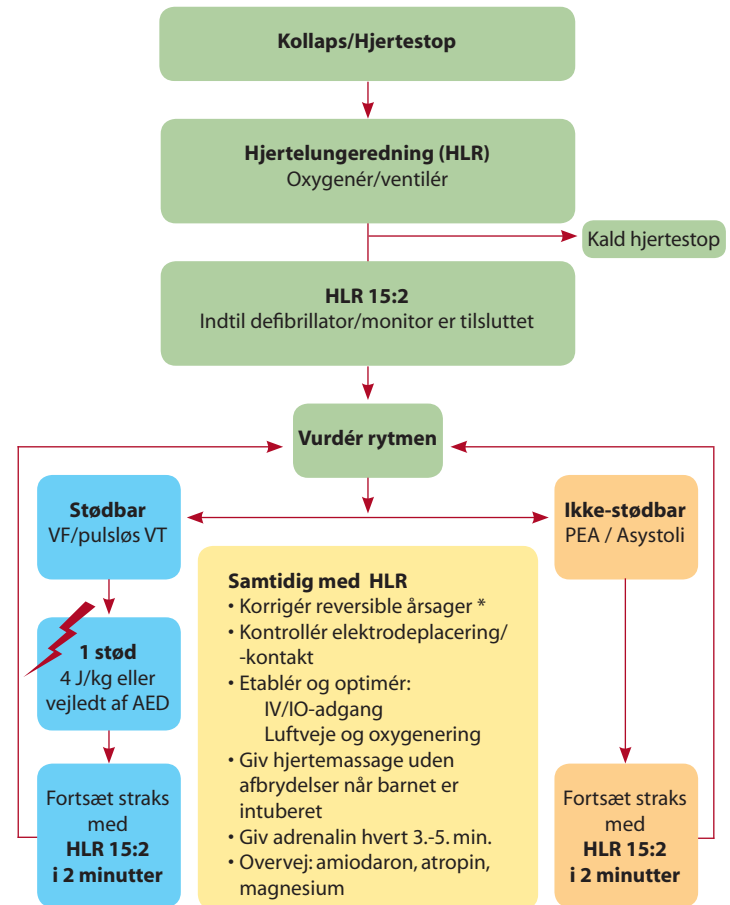 Kollaps/Hjertestop
Hjertelungeredning (HLR)
Oxygenér/ventilér
Kald hjertestop
HLR 15:2
Indtil defibrillator/monitor er tilsluttet
Vurdér rytmen
Stødbar
VF/pulsløs VT
1 stød
4 J/kg eller
vejledt af AED
Fortsæt straks
med
HLR 15:2
i 2 minutter
Samtidig med HLR
• Korrigér reversible årsager *
• Kontrollér elektrodeplacering/
-kontakt
• Etablér og optimér:
IV/IO-adgang
Luftveje og oxygenering
• Giv hjertemassage uden
afbrydelser når barnet er
intuberet
• Giv adrenalin hvert 3.-5. min.
• Overvej: amiodaron, atropin,
magnesium
Ikke-stødbar
PEA / Asystoli
Fortsæt straks
med
HLR 15:2
i 2 minutter